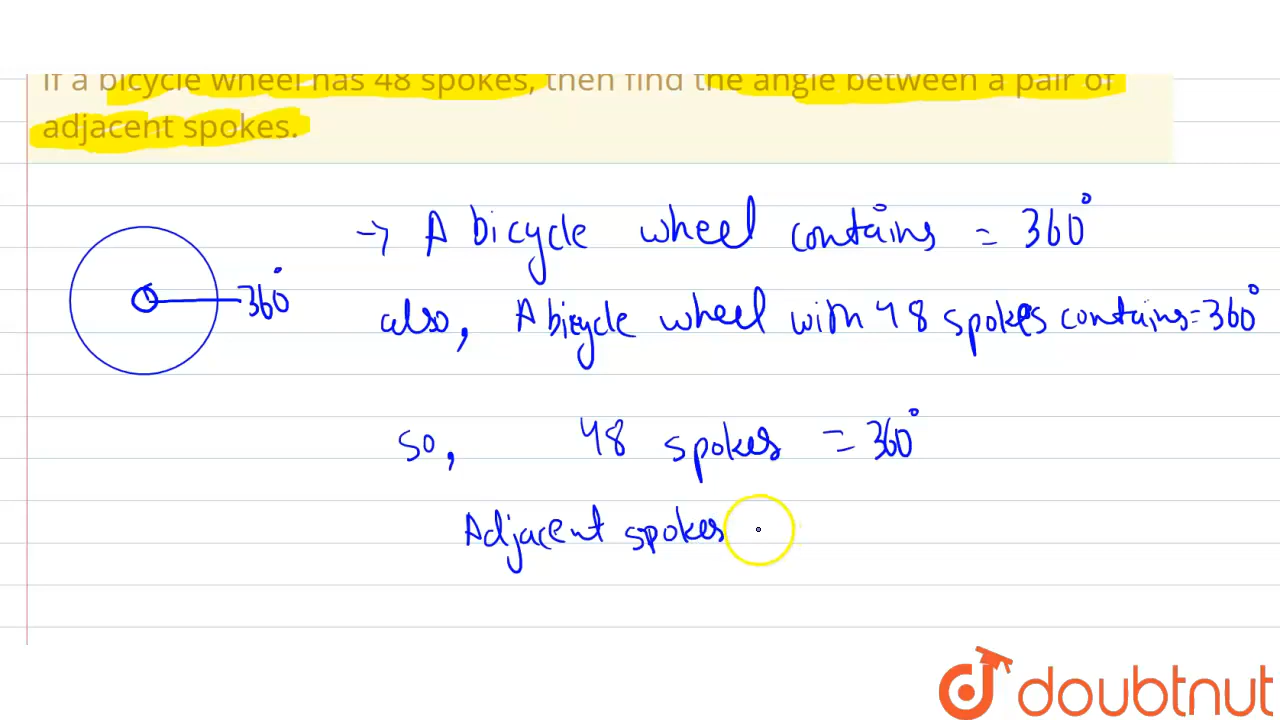 If a bicycle wheel has 48 spokes, then find the angle between a pair of
adjacent spokes.
→ A bicycle wheel contains = 360°
360°
also, A bicycle wheel with 48 spokes contains = 360°
so, 48 spokes = 360°
Adjacent spokes
doubtnut